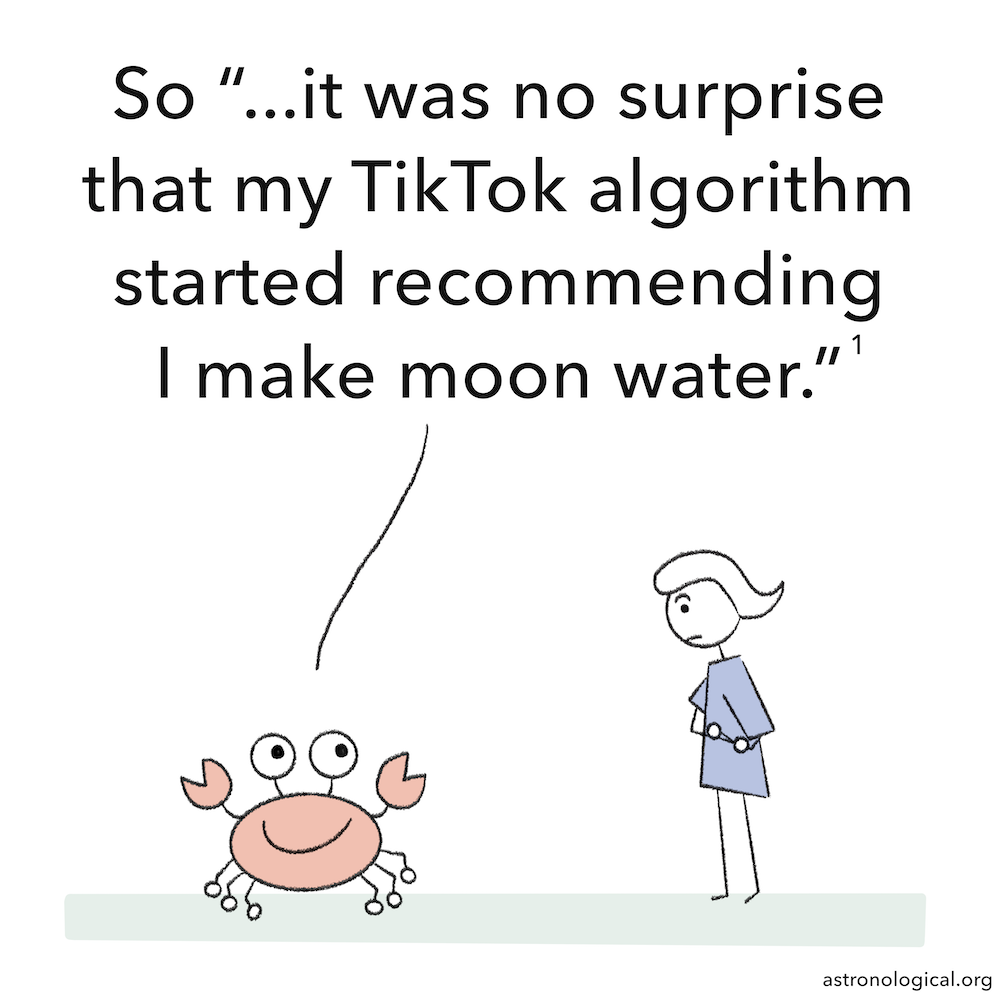 So “...it was no surprise
that my TikTok algorithm
started recommending
I make moon water.”1
astronological.org